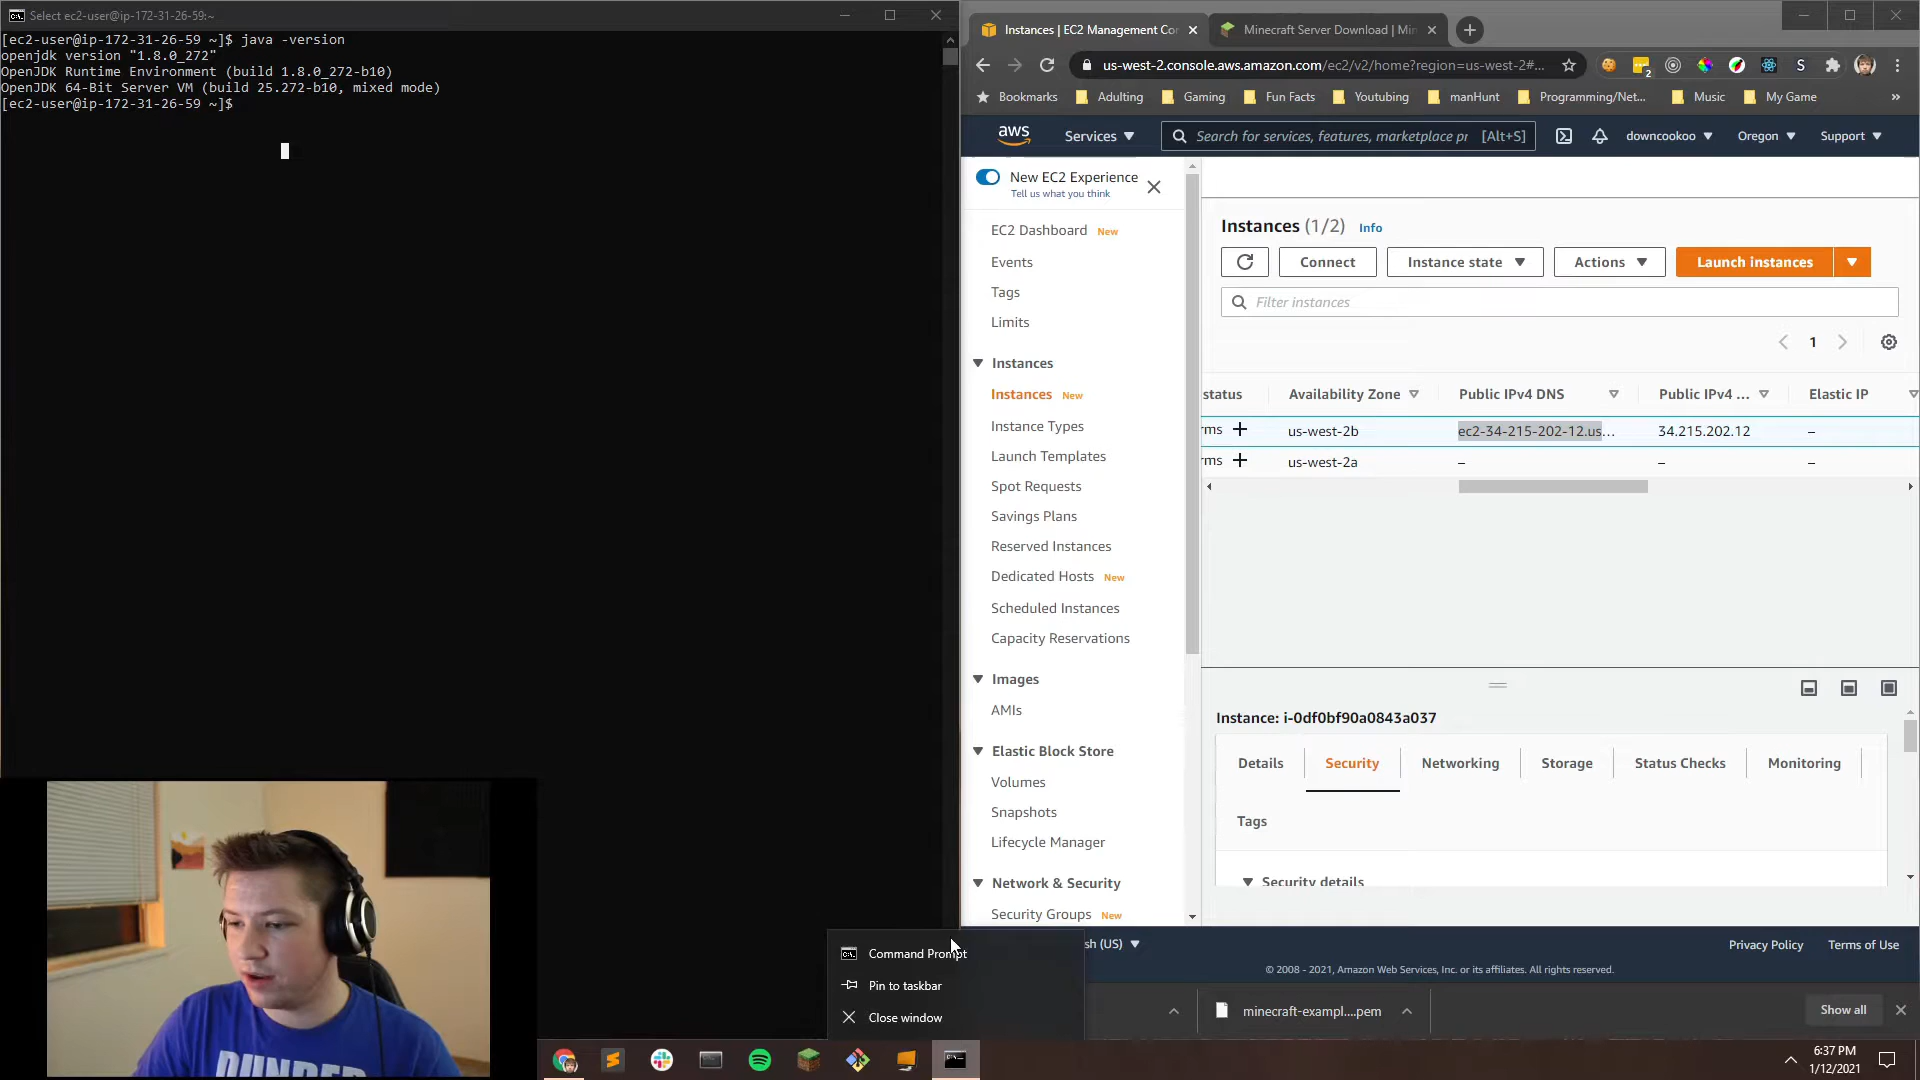 Select ec2-user@ip-172-31-26-59:~
[ec2-user@ip-172-31-26-59 ~]$ java -version
openjdk version "1.8.0_272"
OpenJDK Runtime Environment (build 1.8.0_272-b10)
OpenJDK 64-Bit Server VM (build 25.272-b10, mixed mode)
[ec2-user@ip-172-31-26-59 ~]$
Instances | EC2 Management Co
Minecraft Server Download | Min
us-west-2.console.aws.amazon.com/ec2/v2/home?region=us-west-2#...
2
S
Bookmarks
Adulting
Gaming
Fun Facts
Youtubing
manHunt
Programming/Net...
Music
My Game
»
aws
Services
Search for services, features, marketplace pr
[Alt+S]
downcookoo
Oregon
Support
New EC2 Experience
Tell us what you think
EC2 Dashboard New
Events
Tags
Limits
Instances
Instances New
Instance Types
Launch Templates
Spot Requests
Savings Plans
Reserved Instances
Dedicated Hosts New
Scheduled Instances
Capacity Reservations
Images
AMIs
Elastic Block Store
Volumes
Snapshots
Lifecycle Manager
Network & Security
Security Groups New
Instances (1/2) Info
Connect
Instance state
Actions
Launch instances
Filter instances
1
status
Availability Zone
Public IPv4 DNS
Public IPv4 ...
Elastic IP
rms
us-west-2b
ec2-34-215-202-12.us...
34.215.202.12
–
rms
us-west-2a
–
–
–
Instance: i-0df0bf90a0843a037
Details
Security
Networking
Storage
Status Checks
Monitoring
Tags
Security details
sh (US)
Privacy Policy
Terms of Use
© 2008 - 2021, Amazon Web Services, Inc. or its affiliates. All rights reserved.
Command Prompt
Pin to taskbar
Close window
minecraft-exampl....pem
Show all
6:37 PM
1/12/2021
DUNDER